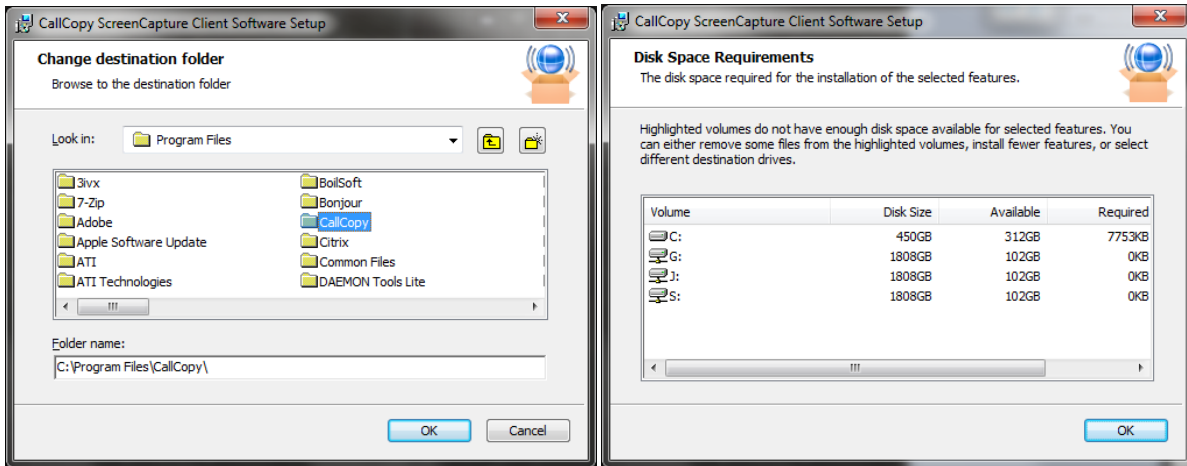 CallCopy ScreenCapture Client Software Setup
Change destination folder
Browse to the destination folder
Look in:
Program Files
3ivx
BoilSoft
7-Zip
Bonjour
Adobe
CallCopy
Apple Software Update
Citrix
ATI
Common Files
ATI Technologies
DAEMON Tools Lite
Folder name:
C:\Program Files\CallCopy\
OK
Cancel
CallCopy ScreenCapture Client Software Setup
Disk Space Requirements
The disk space required for the installation of the selected features.
Highlighted volumes do not have enough disk space available for selected features. You
can either remove some files from the highlighted volumes, install fewer features, or select
different destination drives.
Volume Disk Size Available Required
C: 450GB 312GB 7753KB
G: 1808GB 102GB 0KB
J: 1808GB 102GB 0KB
S: 1808GB 102GB 0KB
OK